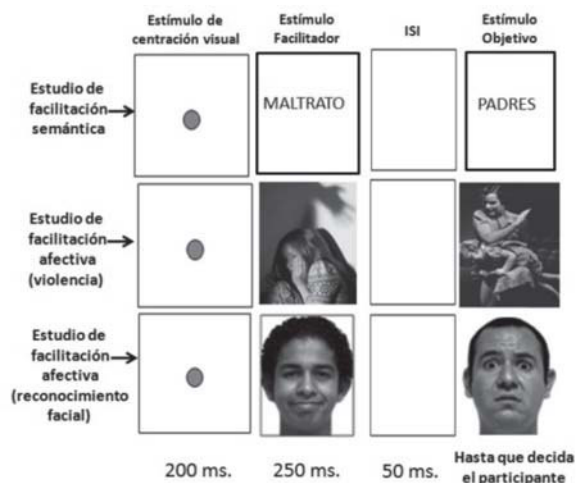 Estímulo de
centración visual
Estímulo
Facilitador
ISI
Estímulo
Objetivo
Estudio de
facilitación
semántica
MALTRATO
PADRES
Estudio de
facilitación
afectiva
(violencia)
Estudio de
facilitación
afectiva
(reconocimiento
facial)
200 ms.
250 ms.
50 ms.
Hasta que decida
el participante